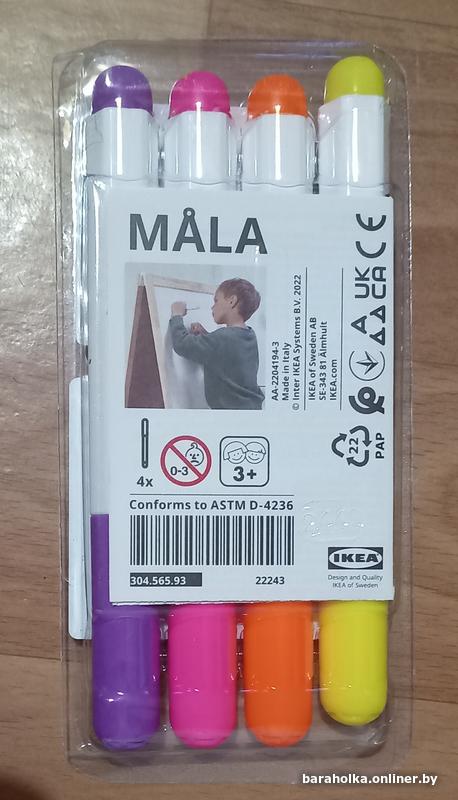 MÅLA
AA-2204194-3
Made in Italy
© Inter IKEA Systems B.V. 2022
IKEA of Sweden AB
SE-343 81 Älmhult
IKEA.com
UK
CA
CE
22
PAP
4x
0-3
3+
Conforms to ASTM D-4236
304.565.93
22243
IKEA
Design and Quality
IKEA of Sweden
baraholka.onliner.by